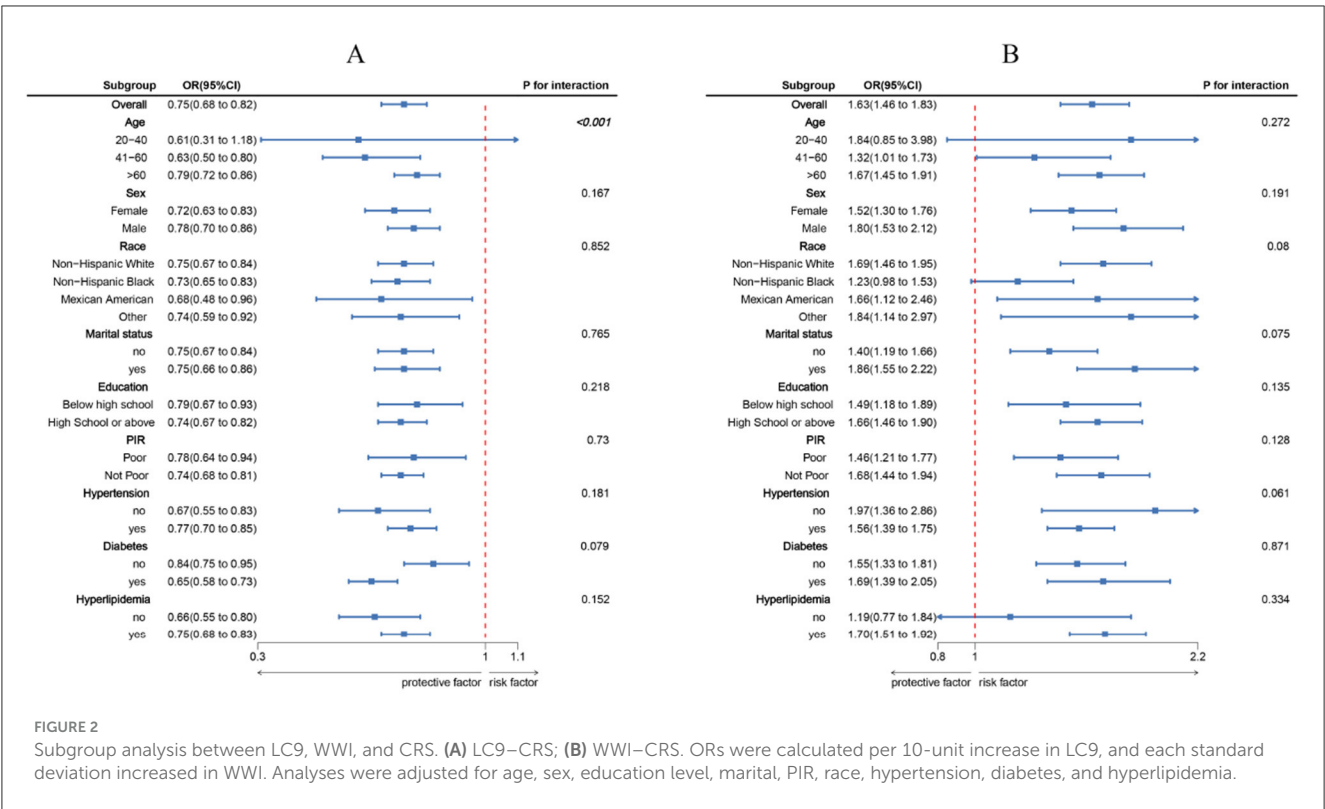 A
Subgroup OR(95%CI) P for interaction
Overall 0.75(0.68 to 0.82)
Age <0.001
20−40 0.61(0.31 to 1.18)
41−60 0.63(0.50 to 0.80)
>60 0.79(0.72 to 0.86)
Sex 0.167
Female 0.72(0.63 to 0.83)
Male 0.78(0.70 to 0.86)
Race 0.852
Non−Hispanic White 0.75(0.67 to 0.84)
Non−Hispanic Black 0.73(0.65 to 0.83)
Mexican American 0.68(0.48 to 0.96)
Other 0.74(0.59 to 0.92)
Marital status 0.765
no 0.75(0.67 to 0.84)
yes 0.75(0.66 to 0.86)
Education 0.218
Below high school 0.79(0.67 to 0.93)
High School or above 0.74(0.67 to 0.82)
PIR 0.73
Poor 0.78(0.64 to 0.94)
Not Poor 0.74(0.68 to 0.81)
Hypertension 0.181
no 0.67(0.55 to 0.83)
yes 0.77(0.70 to 0.85)
Diabetes 0.079
no 0.84(0.75 to 0.95)
yes 0.65(0.58 to 0.73)
Hyperlipidemia 0.152
no 0.66(0.55 to 0.80)
yes 0.75(0.68 to 0.83)
0.3 1 1.1
protective factor risk factor
B
Subgroup OR(95%CI) P for interaction
Overall 1.63(1.46 to 1.83)
Age 0.272
20−40 1.84(0.85 to 3.98)
41−60 1.32(1.01 to 1.73)
>60 1.67(1.45 to 1.91)
Sex 0.191
Female 1.52(1.30 to 1.76)
Male 1.80(1.53 to 2.12)
Race 0.08
Non−Hispanic White 1.69(1.46 to 1.95)
Non−Hispanic Black 1.23(0.98 to 1.53)
Mexican American 1.66(1.12 to 2.46)
Other 1.84(1.14 to 2.97)
Marital status 0.075
no 1.40(1.19 to 1.66)
yes 1.86(1.55 to 2.22)
Education 0.135
Below high school 1.49(1.18 to 1.89)
High School or above 1.66(1.46 to 1.90)
PIR 0.128
Poor 1.46(1.21 to 1.77)
Not Poor 1.68(1.44 to 1.94)
Hypertension 0.061
no 1.97(1.36 to 2.86)
yes 1.56(1.39 to 1.75)
Diabetes 0.871
no 1.55(1.33 to 1.81)
yes 1.69(1.39 to 2.05)
Hyperlipidemia 0.334
no 1.19(0.77 to 1.84)
yes 1.70(1.51 to 1.92)
0.8 1 2.2
protective factor risk factor
FIGURE 2
Subgroup analysis between LC9, WWI, and CRS. (A) LC9–CRS; (B) WWI–CRS. ORs were calculated per 10-unit increase in LC9, and each standard
deviation increased in WWI. Analyses were adjusted for age, sex, education level, marital, PIR, race, hypertension, diabetes, and hyperlipidemia.